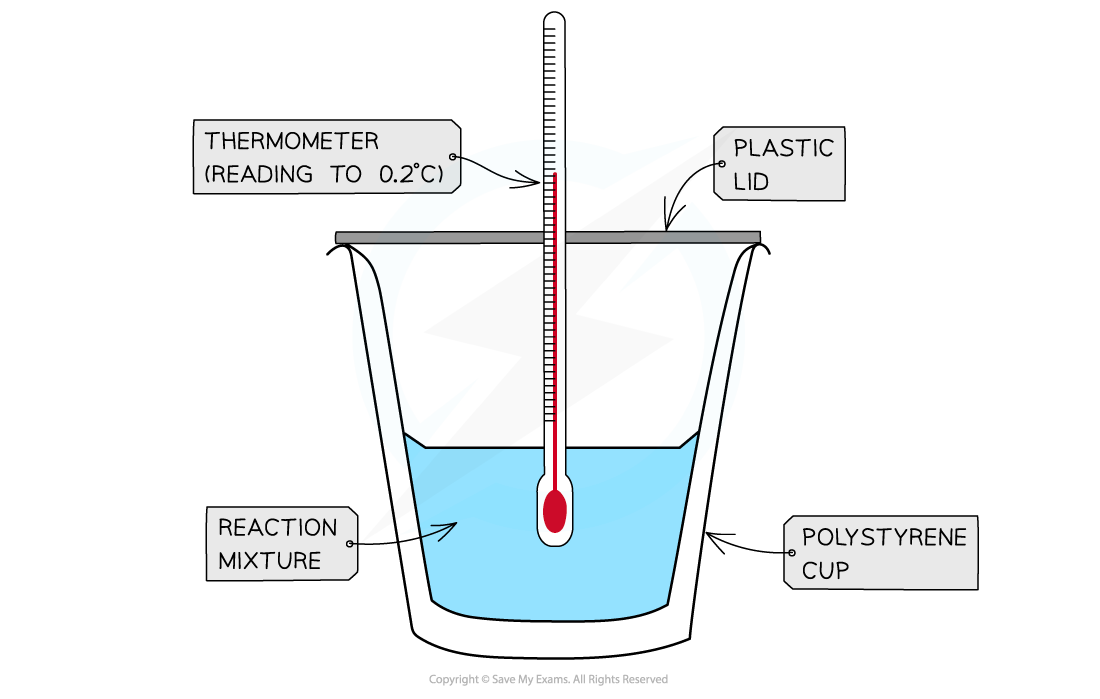 THERMOMETER
(READING TO 0.2°C)
PLASTIC
LID
REACTION
MIXTURE
POLYSTYRENE
CUP
Copyright © Save My Exams. All Rights Reserved